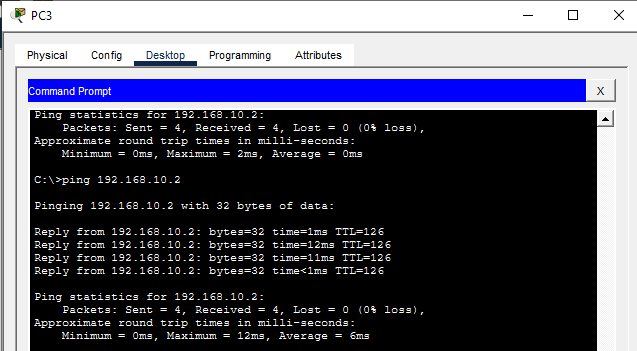 PC3
Physical Config Desktop Programming Attributes
Command Prompt X
Ping statistics for 192.168.10.2:
    Packets: Sent = 4, Received = 4, Lost = 0 (0% loss),
Approximate round trip times in milli-seconds:
    Minimum = 0ms, Maximum = 2ms, Average = 0ms
C:\>ping 192.168.10.2
Pinging 192.168.10.2 with 32 bytes of data:
Reply from 192.168.10.2: bytes=32 time=1ms TTL=126
Reply from 192.168.10.2: bytes=32 time=12ms TTL=126
Reply from 192.168.10.2: bytes=32 time=11ms TTL=126
Reply from 192.168.10.2: bytes=32 time<1ms TTL=126
Ping statistics for 192.168.10.2:
    Packets: Sent = 4, Received = 4, Lost = 0 (0% loss),
Approximate round trip times in milli-seconds:
    Minimum = 0ms, Maximum = 12ms, Average = 6ms